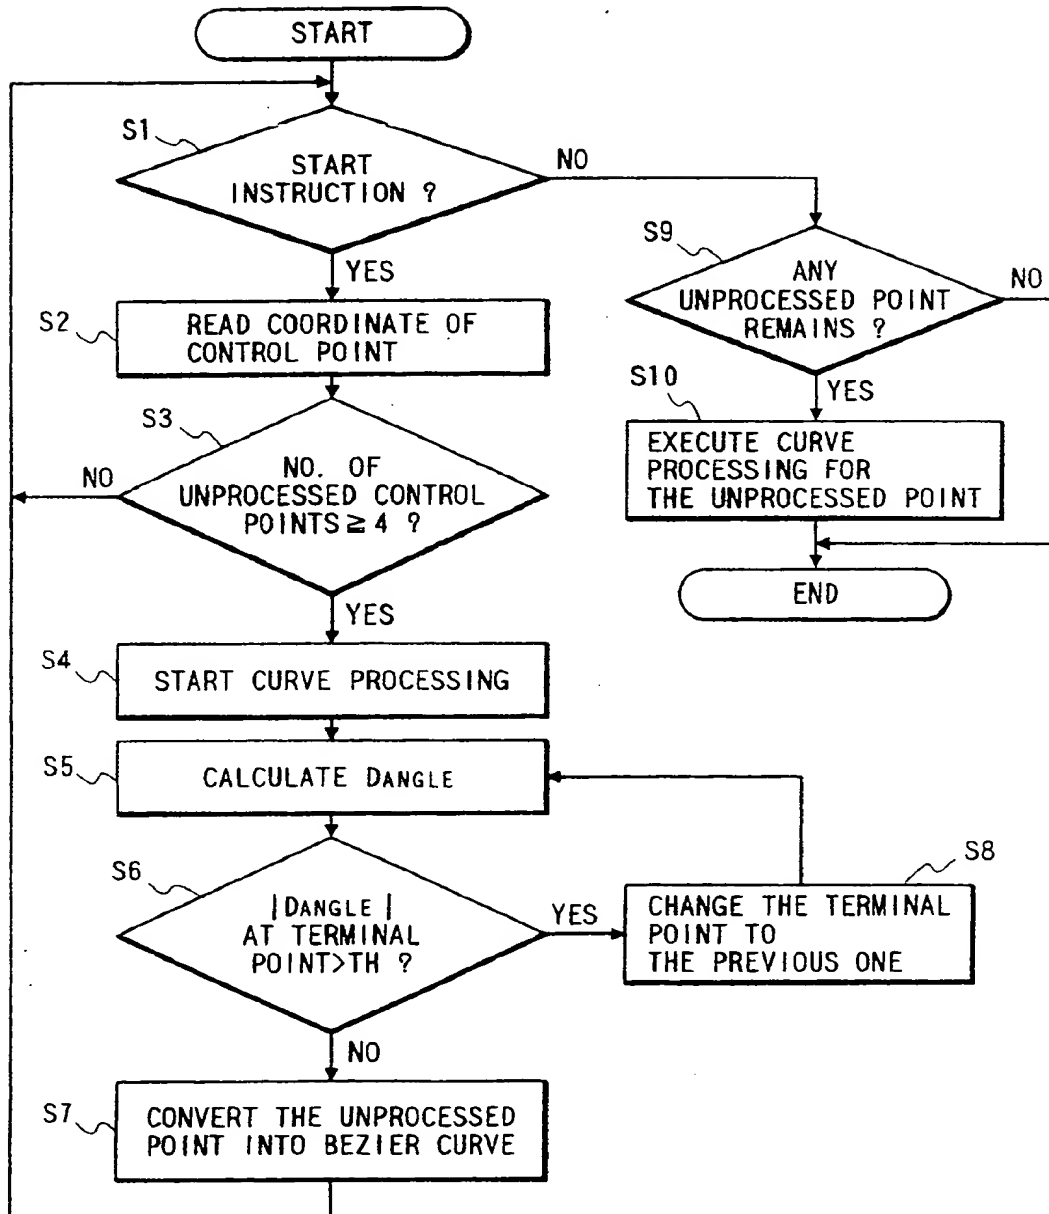 START
S1
START
INSTRUCTION ?
NO
YES
S9
ANY
UNPROCESSED POINT
REMAINS ?
NO
YES
S2
READ COORDINATE OF
CONTROL POINT
S3
NO. OF
UNPROCESSED CONTROL
POINTS≧4 ?
NO
YES
S10
EXECUTE CURVE
PROCESSING FOR
THE UNPROCESSED POINT
END
S4
START CURVE PROCESSING
S5
CALCULATE DANGLE
S6
|DANGLE|
AT TERMINAL
POINT>TH ?
YES
NO
S8
CHANGE THE TERMINAL
POINT TO
THE PREVIOUS ONE
S7
CONVERT THE UNPROCESSED
POINT INTO BEZIER CURVE